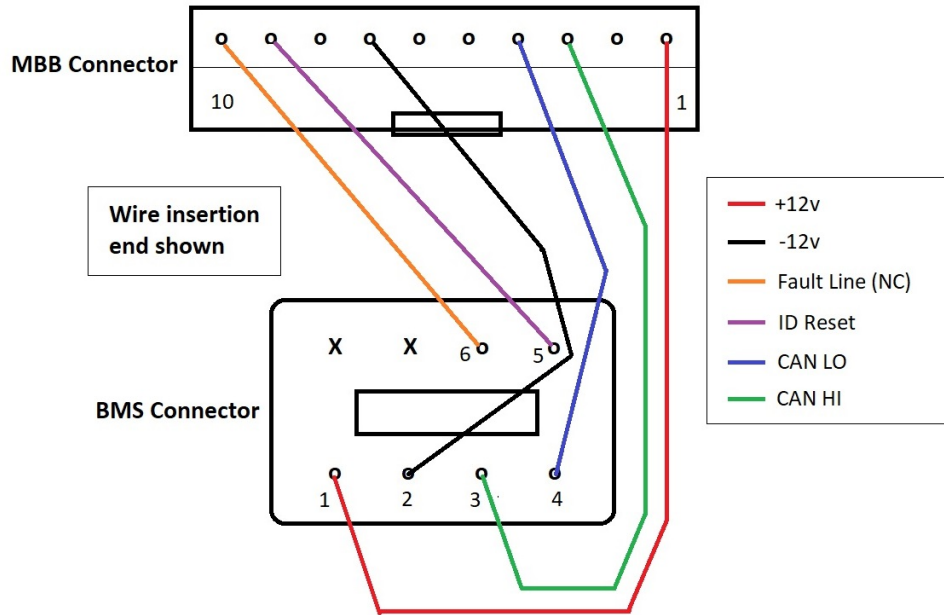 MBB Connector
10
1
Wire insertion
end shown
+12v
-12v
Fault Line (NC)
ID Reset
CAN LO
CAN HI
X X 6 5
BMS Connector
1 2 3 4